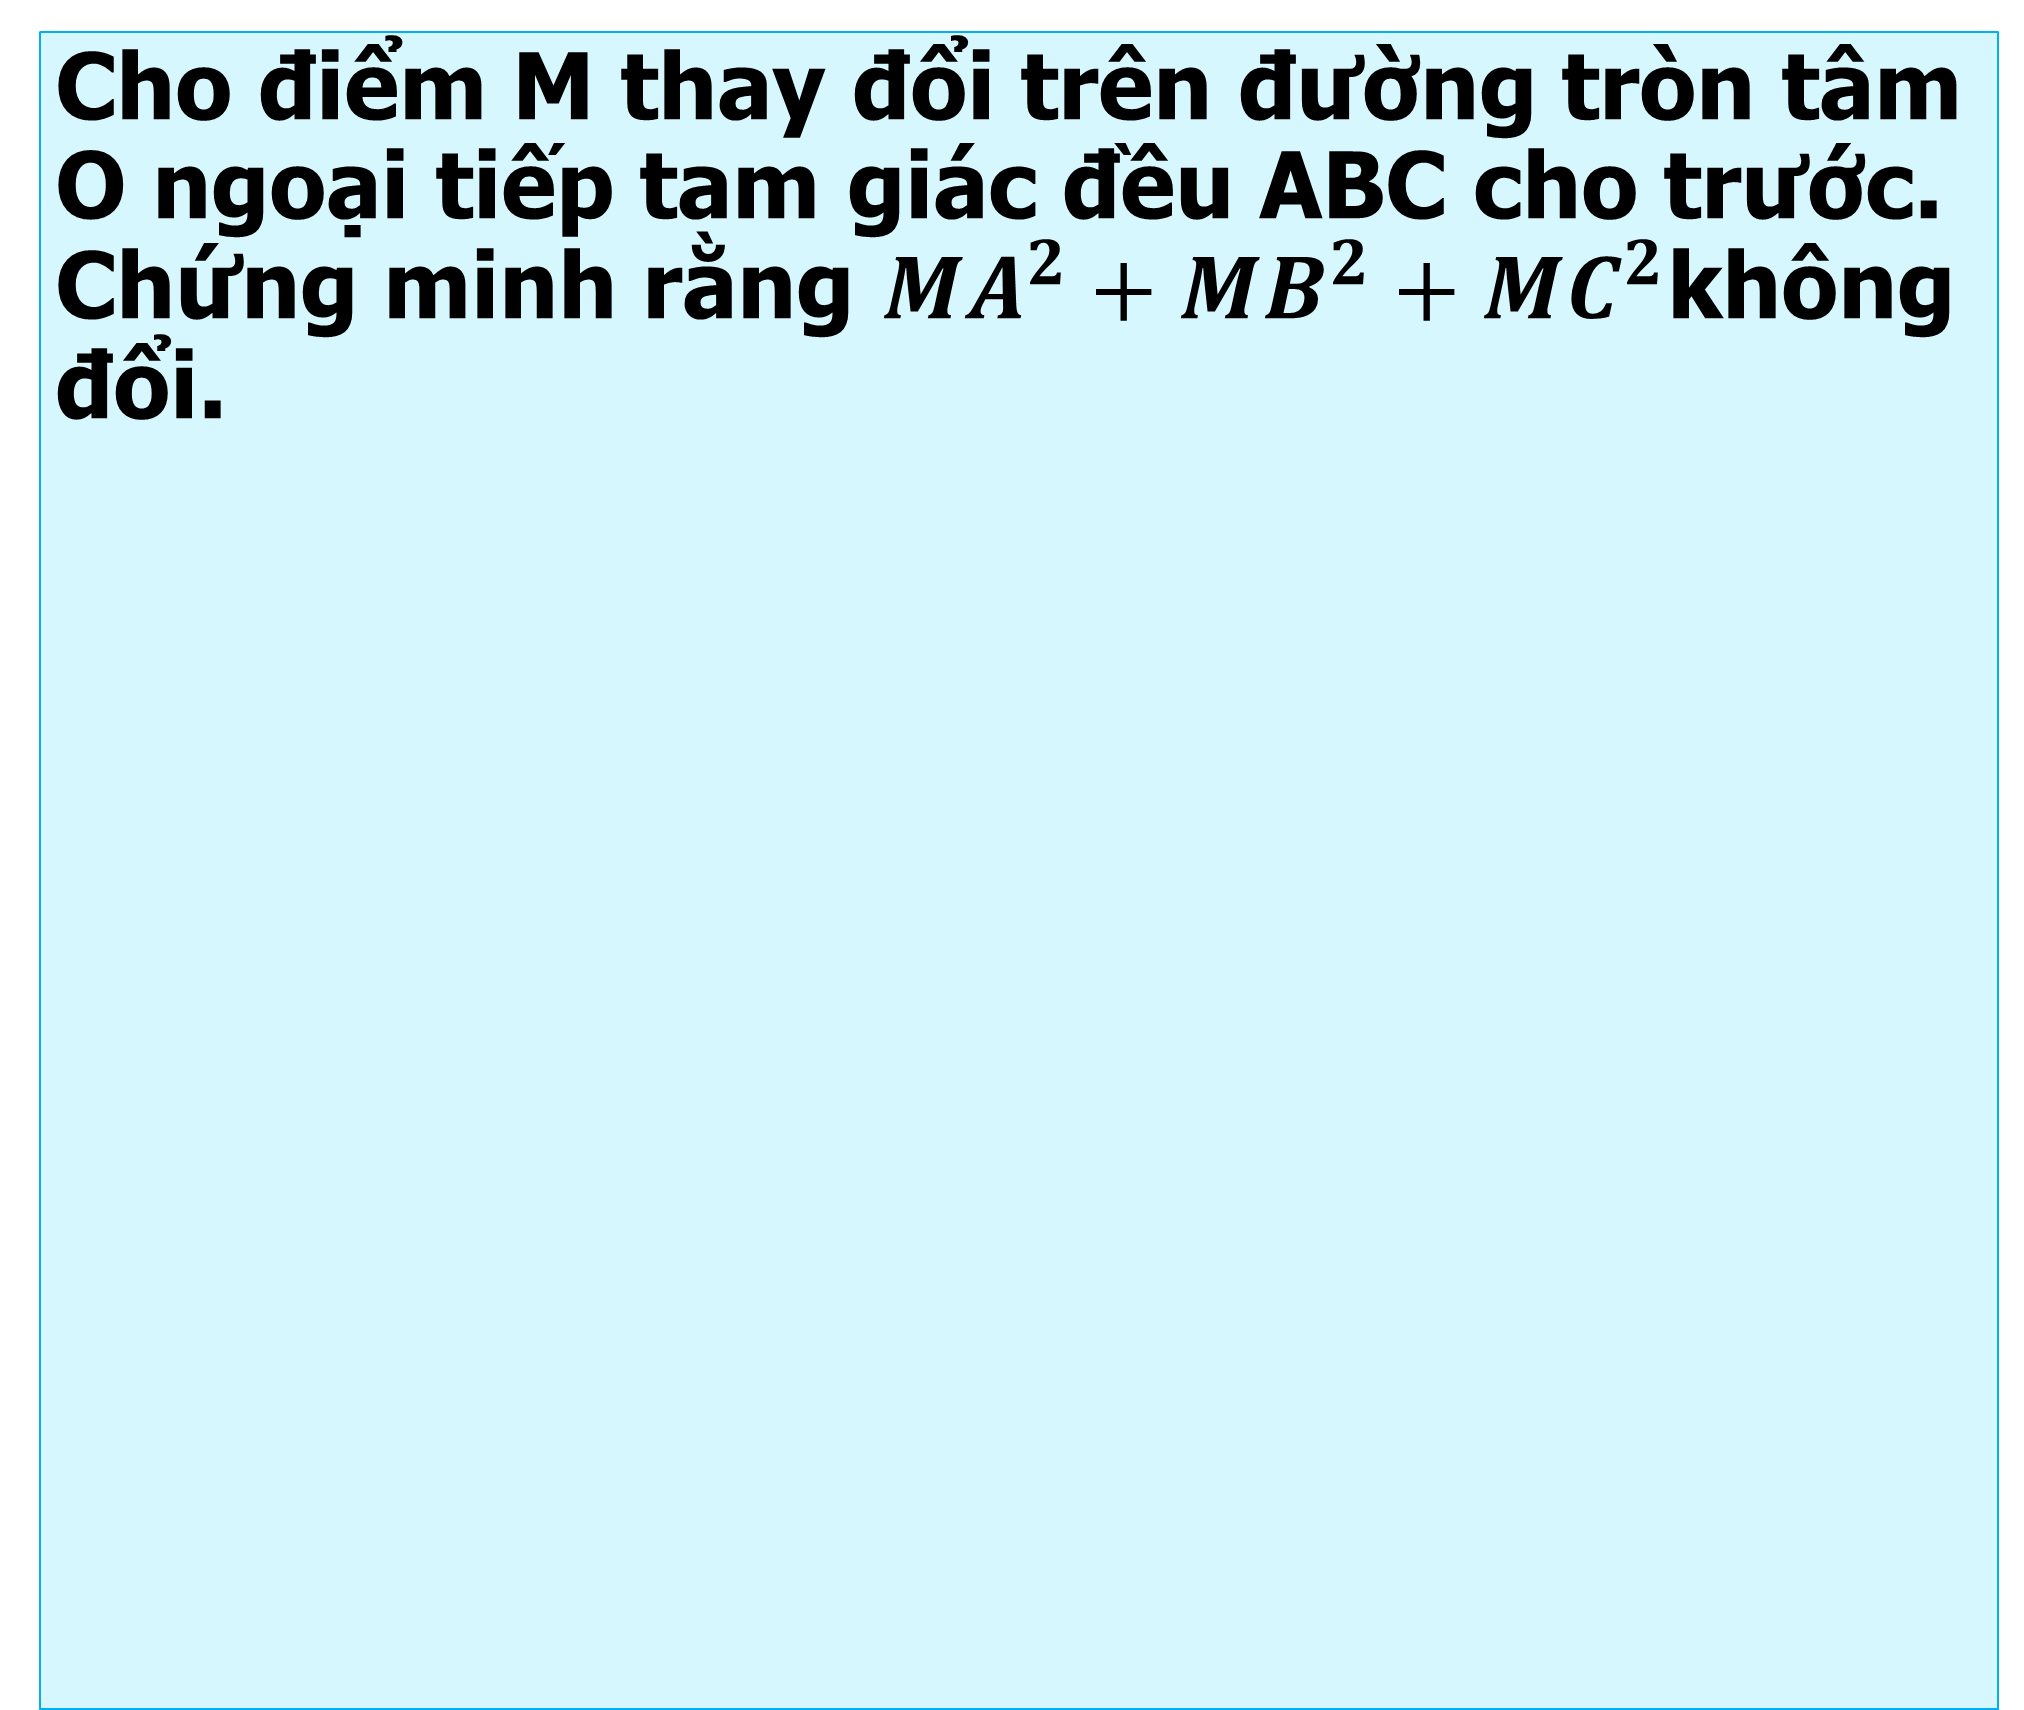 Cho điểm M thay đổi trên đường tròn tâm
O ngoại tiếp tam giác đều ABC cho trước.
Chứng minh rằng 𝑴𝑨² + 𝑴𝑩² + 𝑴𝑪² không
đổi.